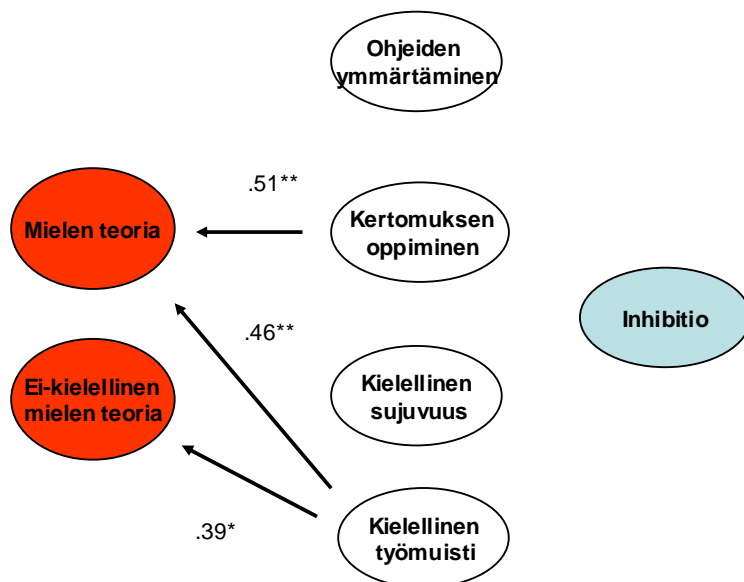 Ohjeiden
ymmärtäminen
.51**
Mielen teoria
Kertomuksen
oppiminen
Inhibitio
.46**
Ei-kielellinen
mielen teoria
Kielellinen
sujuvuus
.39*
Kielellinen
työmuisti